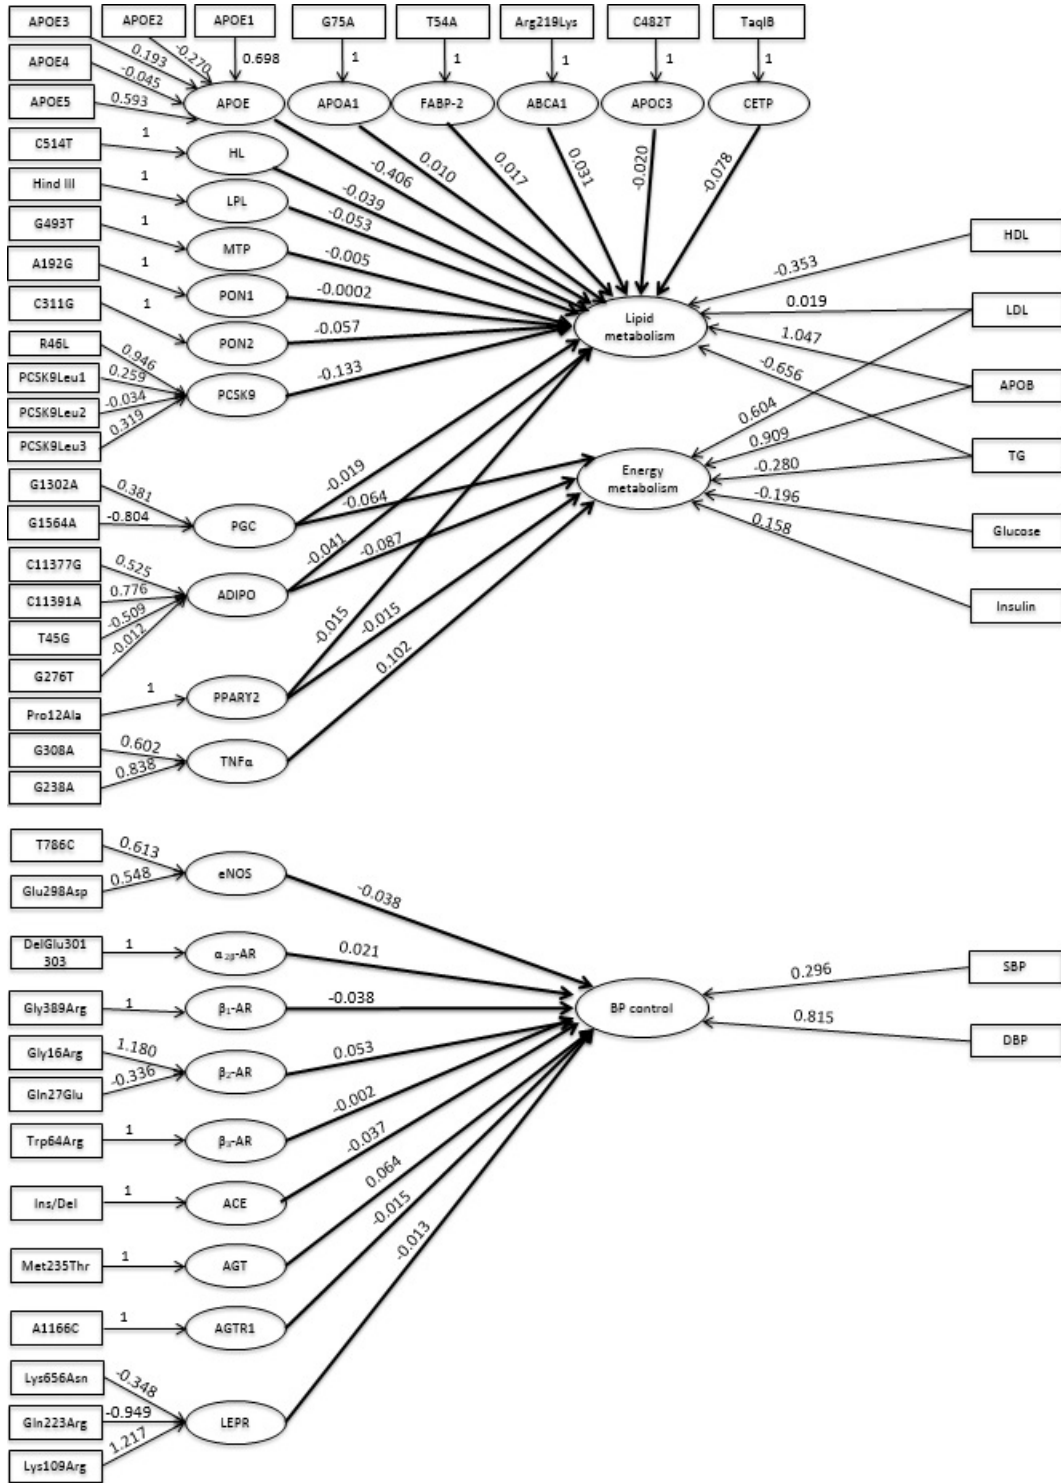 APOE3
APOE2
APOE1
G75A
T54A
Arg219Lys
C482T
TaqIB
0.193
-0.270
0.698
1
1
1
1
1
APOE4
-0.045
APOE5
0.593
APOE
APOA1
FABP-2
ABCA1
APOC3
CETP
C514T
1
HL
-0.406
0.010
0.017
0.031
-0.020
-0.078
Hind III
1
LPL
-0.039
-0.053
G493T
1
MTP
-0.005
HDL
-0.353
A192G
1
PON1
-0.0002
C311G
1
PON2
-0.057
Lipid
metabolism
0.019
LDL
R46L
0.946
1.047
PCSK9Leu1
0.259
PCSK9
-0.133
-0.656
APOB
PCSK9Leu2
-0.034
0.604
PCSK9Leu3
0.319
0.909
TG
G1302A
0.381
-0.019
-0.064
Energy
metabolism
-0.280
-0.196
G1564A
-0.804
PGC
0.158
Glucose
C11377G
0.525
-0.041
-0.087
C11391A
0.776
ADIPO
Insulin
T45G
-0.509
-0.012
-0.015
-0.015
G276T
0.102
Pro12Ala
1
PPARY2
G308A
0.602
TNFα
G238A
0.838
T786C
0.613
eNOS
Glu298Asp
0.548
-0.038
DelGlu301
303
1
α2β-AR
0.021
SBP
0.296
Gly389Arg
1
β1-AR
-0.038
BP control
0.815
DBP
Gly16Arg
1.180
β2-AR
0.053
Gln27Glu
-0.336
-0.002
Trp64Arg
1
β3-AR
-0.037
Ins/Del
1
ACE
0.064
-0.015
Met235Thr
1
AGT
-0.013
A1166C
1
AGTR1
Lys656Asn
-0.348
Gln223Arg
-0.949
LEPR
Lys109Arg
1.217